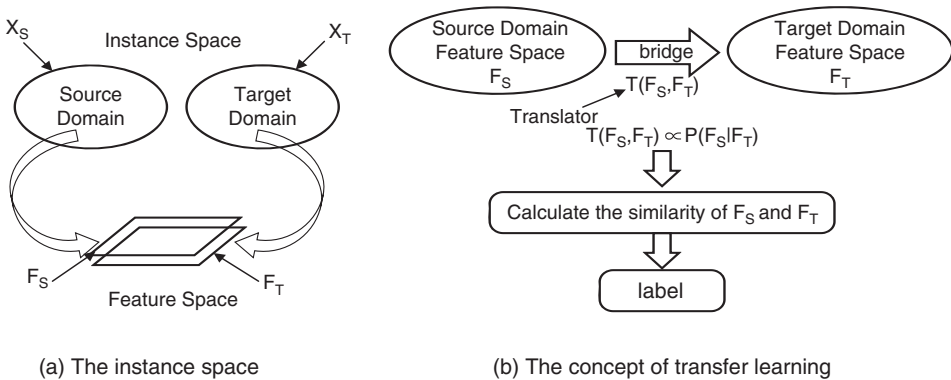 X_S
X_T
Instance Space
Source
Domain
Target
Domain
F_S
F_T
Feature Space
(a) The instance space
Source Domain
Feature Space
F_S
bridge
Target Domain
Feature Space
F_T
T(F_S,F_T)
Translator
T(F_S,F_T) ∝ P(F_S|F_T)
Calculate the similarity of F_S and F_T
label
(b) The concept of transfer learning